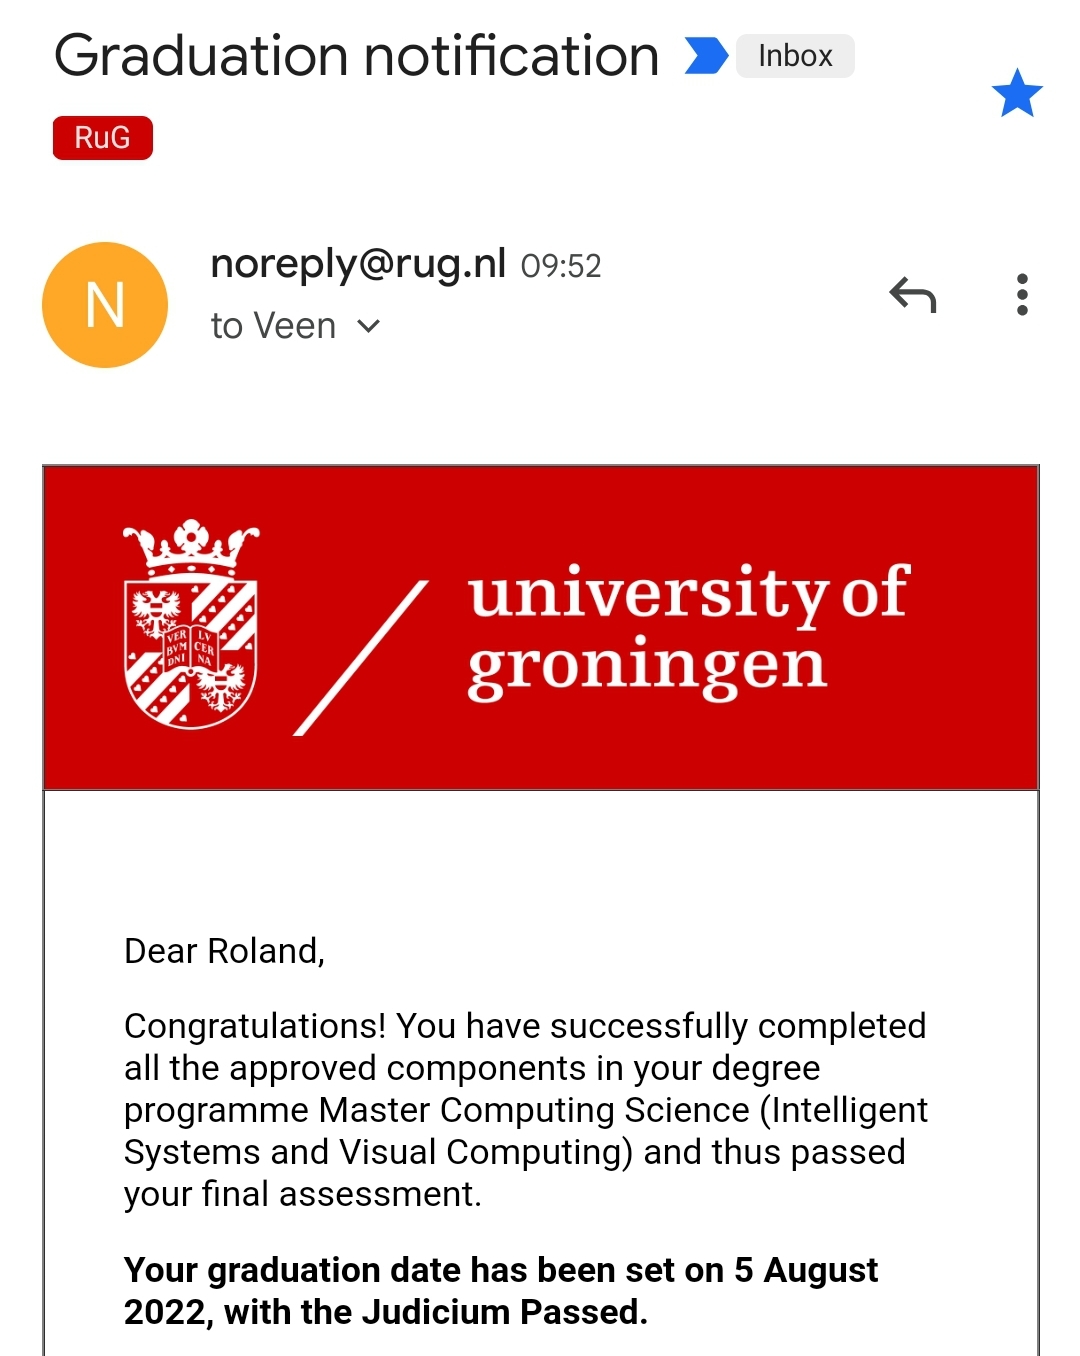 Graduation notification
Inbox
RuG
N
noreply@rug.nl 09:52
to Veen
VER LV
BVM CER
DNI NA
university of
groningen
Dear Roland,
Congratulations! You have successfully completed
all the approved components in your degree
programme Master Computing Science (Intelligent
Systems and Visual Computing) and thus passed
your final assessment.
Your graduation date has been set on 5 August
2022, with the Judicium Passed.